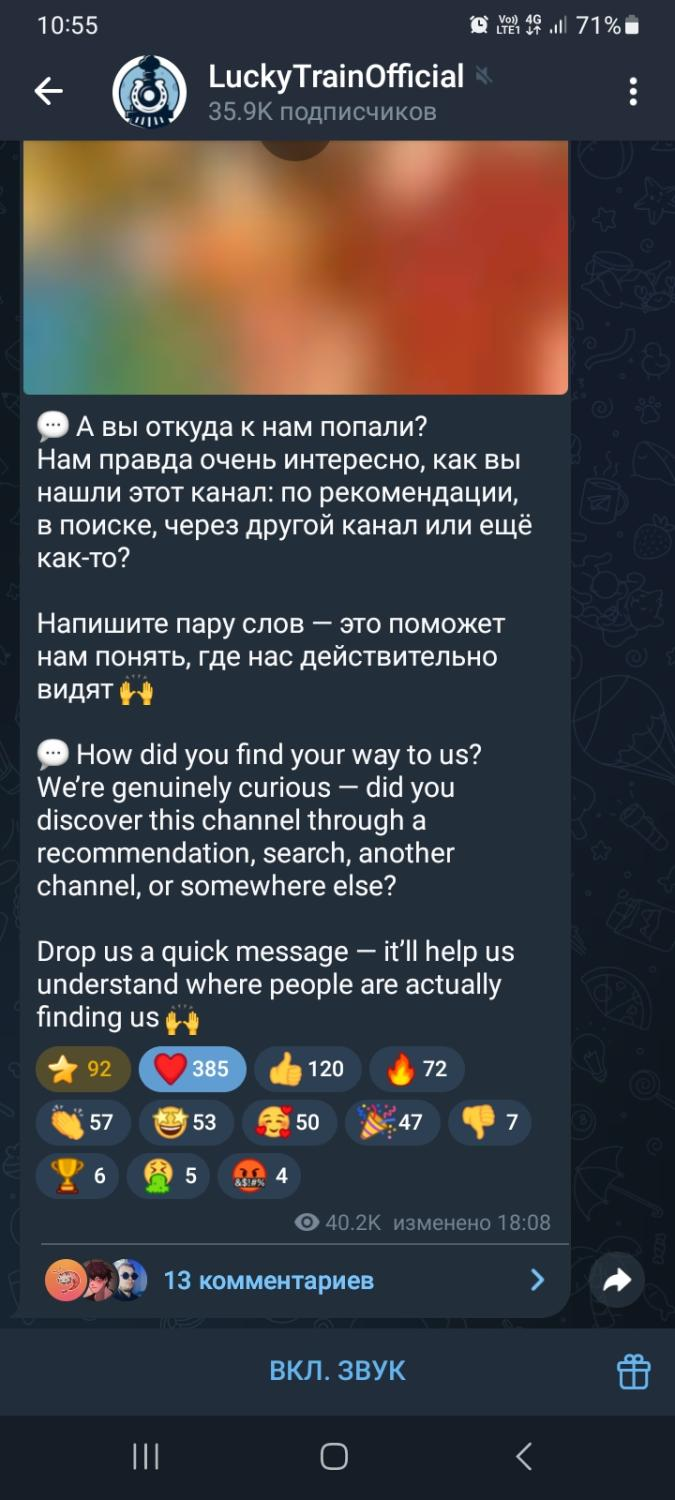 10:55
Vo)) LTE1 4G 71%
LuckyTrainOfficial
35.9K подписчиков
А вы откуда к нам попали?
Нам правда очень интересно, как вы
нашли этот канал: по рекомендации,
в поиске, через другой канал или ещё
как-то?
Напишите пару слов — это поможет
нам понять, где нас действительно
видят 🙌
💬 How did you find your way to us?
We’re genuinely curious — did you
discover this channel through a
recommendation, search, another
channel, or somewhere else?
Drop us a quick message — it’ll help us
understand where people are actually
finding us 🙌
⭐ 92 ❤️ 385 👍 120 🔥 72
👏 57 🤩 53 🥰 50 🎉 47 👎 7
🏆 6 🤮 5 🤬 4
40.2K изменено 18:08
13 комментариев
ВКЛ. ЗВУК